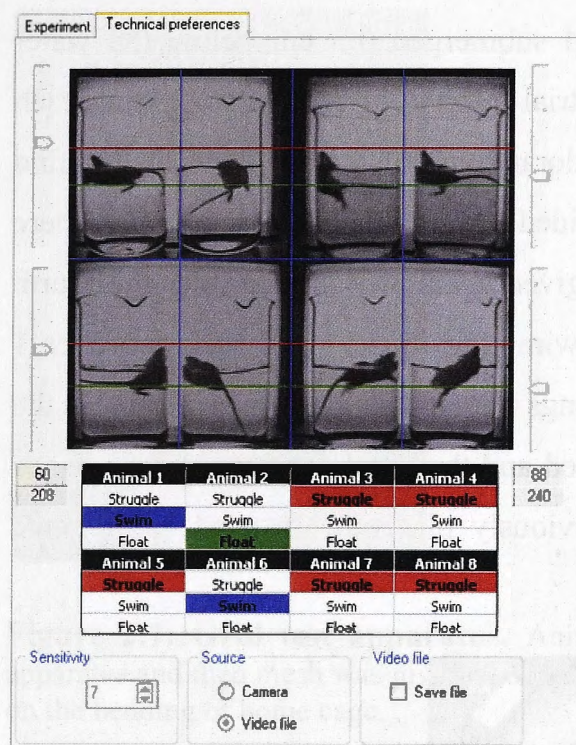 Experiment Technical preferences
60 Animal 1 Animal 2 Animal 3 Animal 4 88
208 Struggle Struggle Struggle Struggle 240
Swim Swim Swim Swim
Float Float Float Float
Animal 5 Animal 6 Animal 7 Animal 8
Struggle Struggle Struggle Struggle
Swim Swim Swim Swim
Float Float Float Float
Sensitivity Source Video file
7 Camera Save file
Video file